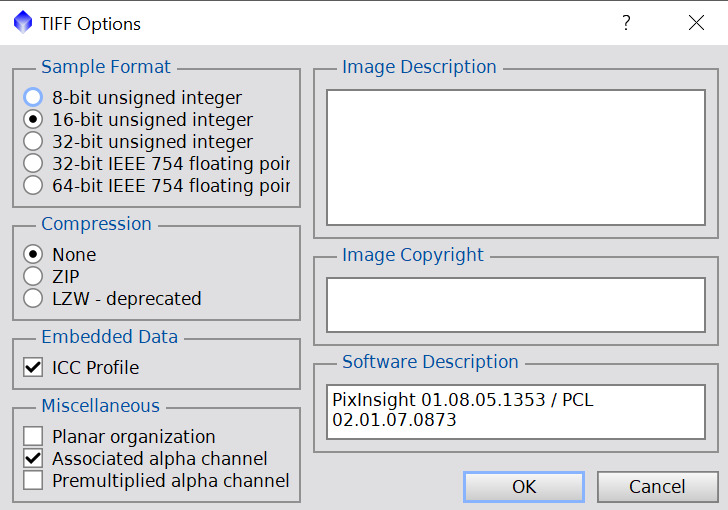 TIFF Options
?
Sample Format
8-bit unsigned integer
16-bit unsigned integer
32-bit unsigned integer
32-bit IEEE 754 floating poin
64-bit IEEE 754 floating poin
Compression
None
ZIP
LZW - deprecated
Embedded Data
ICC Profile
Miscellaneous
Planar organization
Associated alpha channel
Premultiplied alpha channel
Image Description
Image Copyright
Software Description
PixInsight 01.08.05.1353 / PCL
02.01.07.0873
OK
Cancel